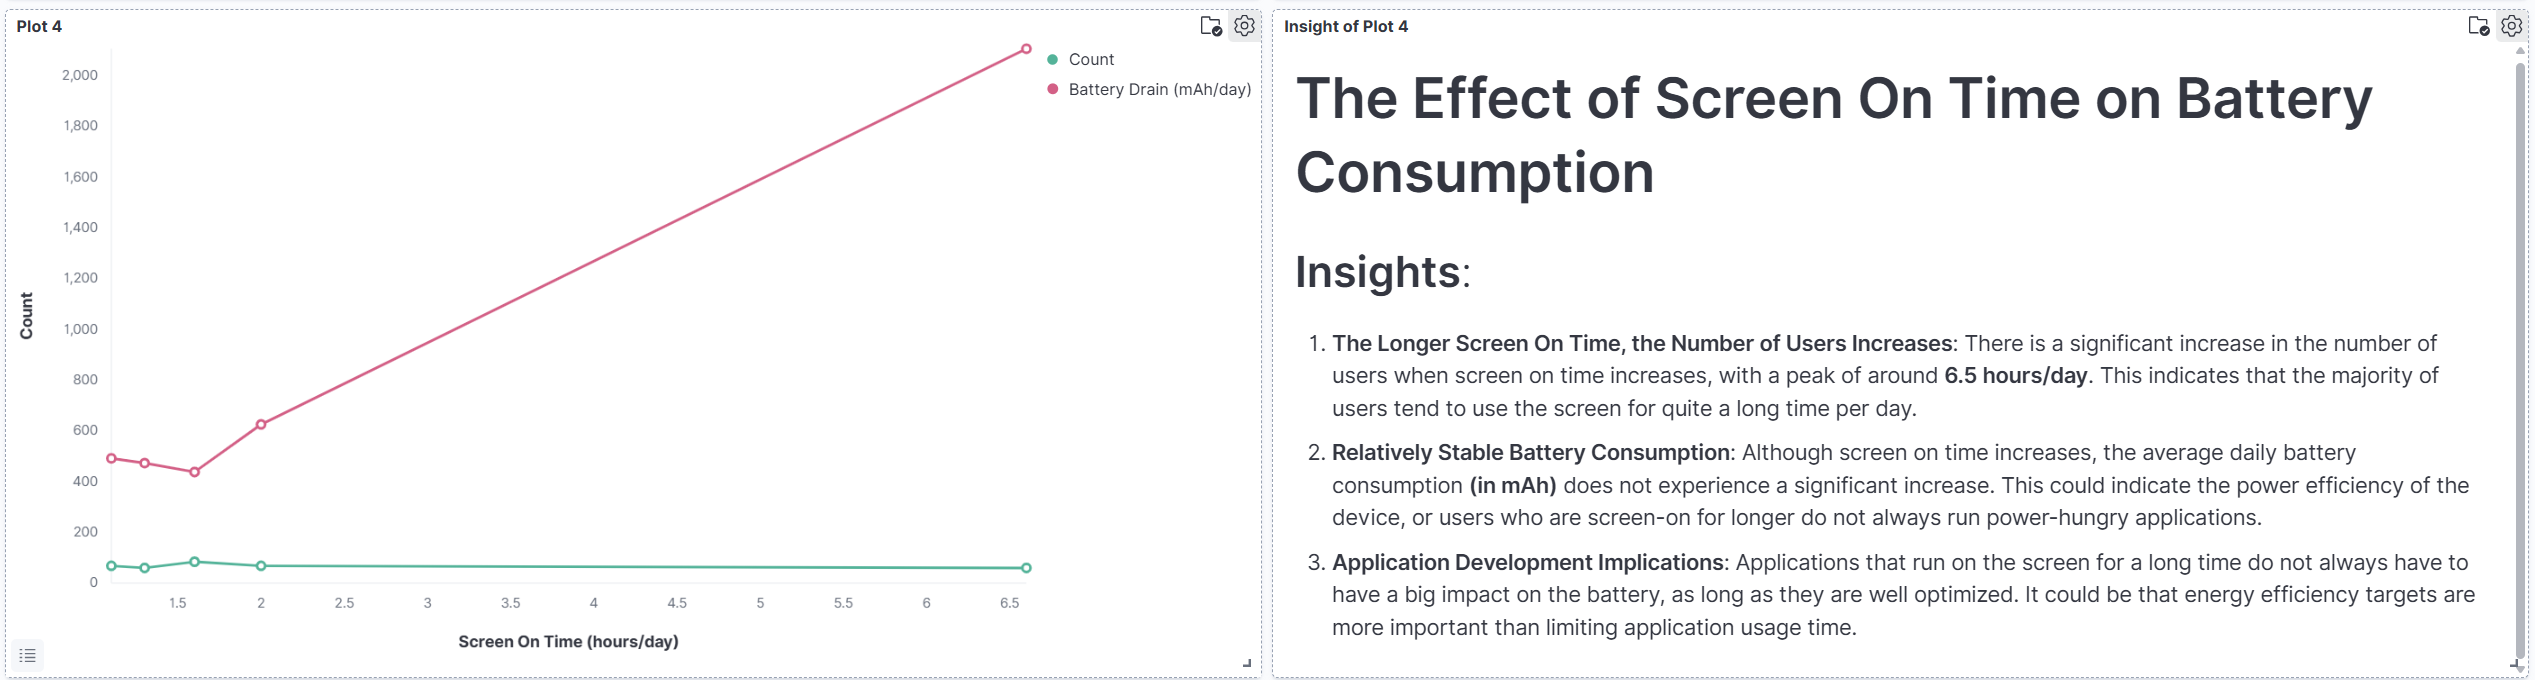 Plot 4
2,000
1,800
1,600
1,400
1,200
1,000
800
600
400
200
0
Count
1.5 2 2.5 3 3.5 4 4.5 5 5.5 6 6.5
Screen On Time (hours/day)
Count
Battery Drain (mAh/day)
Insight of Plot 4
The Effect of Screen On Time on Battery
Consumption
Insights:
1. The Longer Screen On Time, the Number of Users Increases: There is a significant increase in the number of
users when screen on time increases, with a peak of around 6.5 hours/day. This indicates that the majority of
users tend to use the screen for quite a long time per day.
2. Relatively Stable Battery Consumption: Although screen on time increases, the average daily battery
consumption (in mAh) does not experience a significant increase. This could indicate the power efficiency of the
device, or users who are screen-on for longer do not always run power-hungry applications.
3. Application Development Implications: Applications that run on the screen for a long time do not always have to
have a big impact on the battery, as long as they are well optimized. It could be that energy efficiency targets are
more important than limiting application usage time.